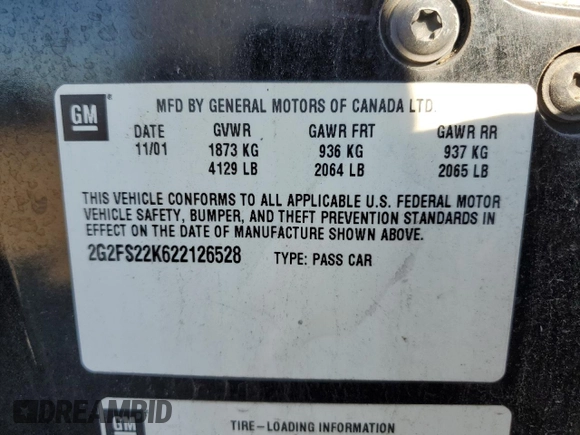 GM
MFD BY GENERAL MOTORS OF CANADA LTD.
DATE GVWR GAWR FRT GAWR RR
11/01 1873 KG 936 KG 937 KG
4129 LB 2064 LB 2065 LB
THIS VEHICLE CONFORMS TO ALL APPLICABLE U.S. FEDERAL MOTOR
VEHICLE SAFETY, BUMPER, AND THEFT PREVENTION STANDARDS IN
EFFECT ON THE DATE OF MANUFACTURE SHOWN ABOVE.
2G2FS22K622126528 TYPE: PASS CAR
GM
TIRE-LOADING INFORMATION
DREAMBID